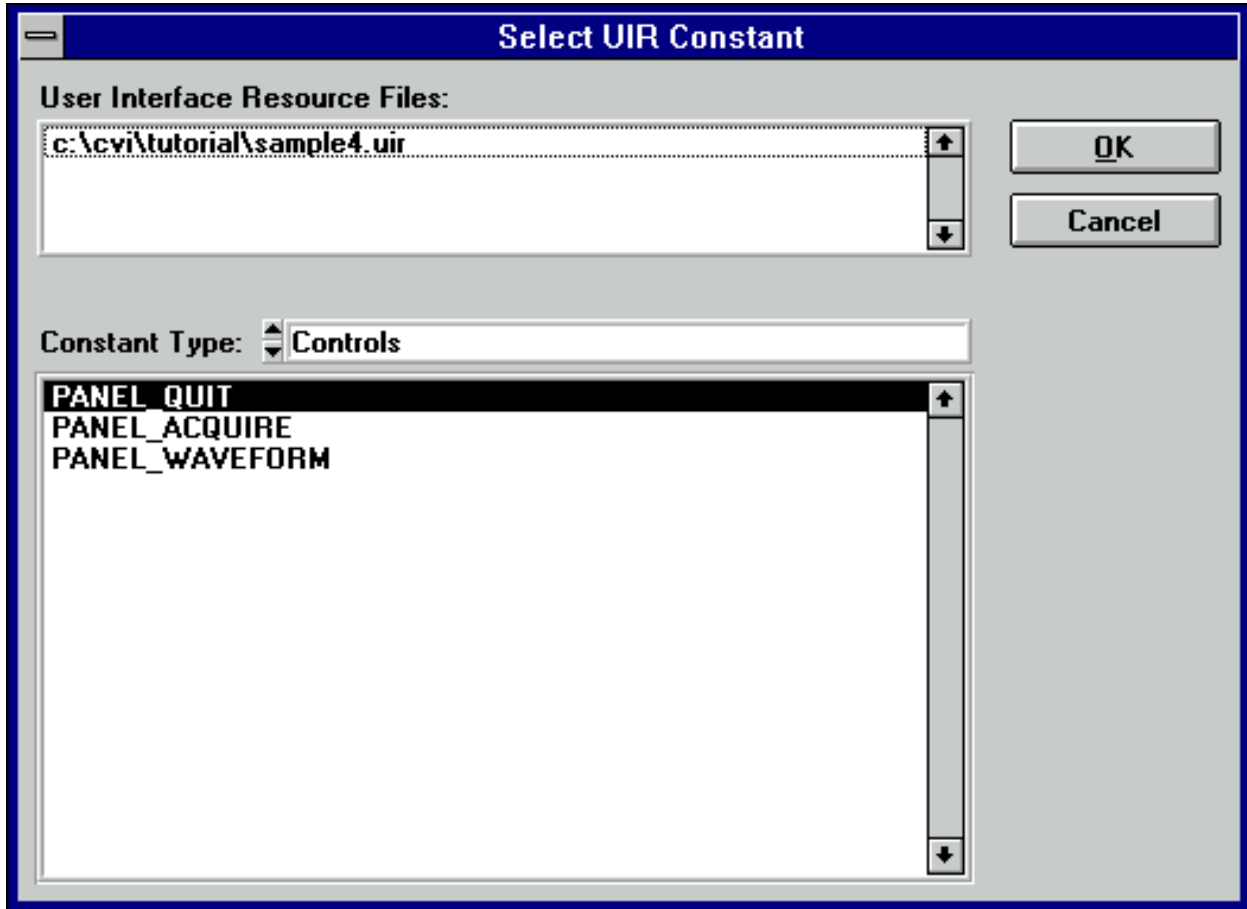 Select UIR Constant
User Interface Resource Files:
c:\cvi\tutorial\sample4.uir
OK
Cancel
Constant Type: Controls
PANEL_QUIT
PANEL_ACQUIRE
PANEL_WAVEFORM